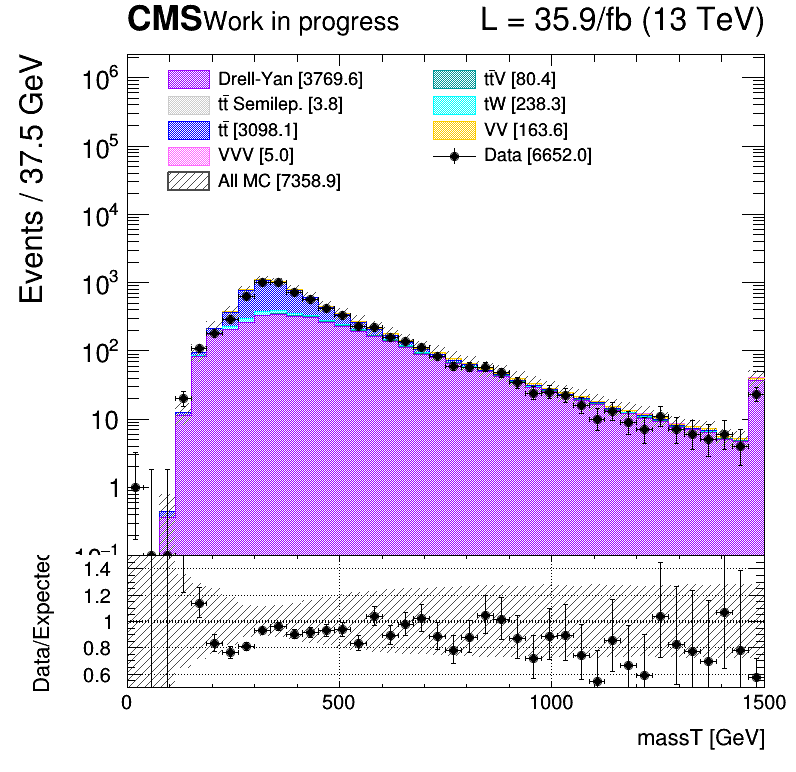 CMS Work in progress L = 35.9/fb (13 TeV)
Events / 37.5 GeV
10⁶
10⁵
10⁴
10³
10²
10
1
10⁻¹
Drell-Yan [3769.6]
tt̄ Semilep. [3.8]
tt̄ [3098.1]
VVV [5.0]
All MC [7358.9]
tt̄V [80.4]
tW [238.3]
VV [163.6]
Data [6652.0]
Data/Expected
1.4
1.2
1
0.8
0.6
0 500 1000 1500
massT [GeV]